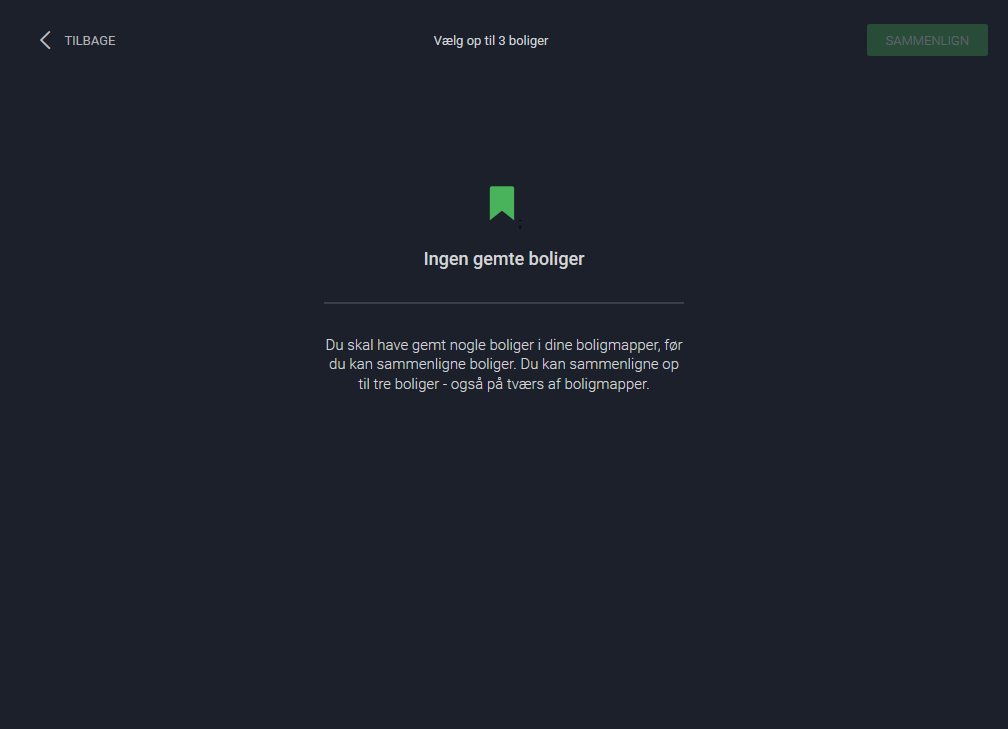 TILBAGE
Vælg op til 3 boliger
SAMMENLIGN
;
Ingen gemte boliger
Du skal have gemt nogle boliger i dine boligmapper, før
du kan sammenligne boliger. Du kan sammenligne op
til tre boliger - også på tværs af boligmapper.